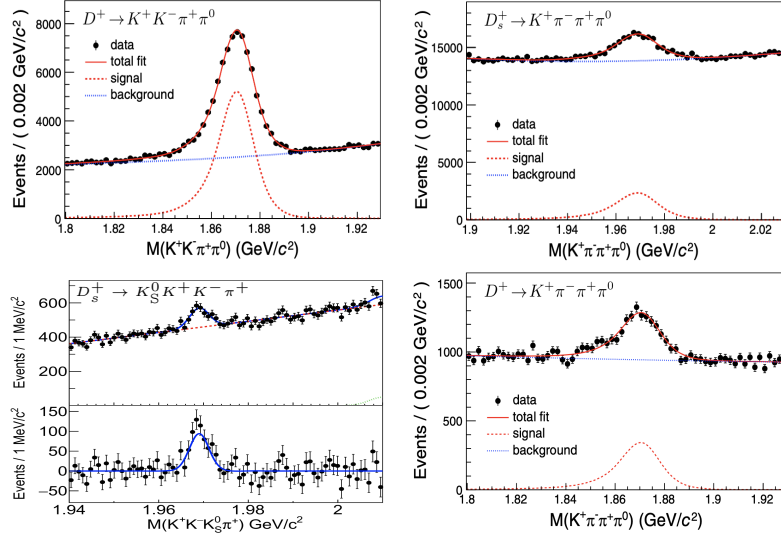 D⁺ → K⁺ K⁻ π⁺ π⁰
data
total fit
signal
background
8000
6000
4000
2000
0
1.8
1.82
1.84
1.86
1.88
1.9
1.92
Events / ( 0.002 GeV/c² )
M(K⁺K⁻π⁺π⁰) (GeV/c²)
D_s⁺ → K⁺ π⁻ π⁺ π⁰
data
total fit
signal
background
15000
10000
5000
0
1.9
1.92
1.94
1.96
1.98
2
2.02
Events / ( 0.002 GeV/c² )
M(K⁺π⁻π⁺π⁰) (GeV/c²)
D_s⁺ → K_S⁰ K⁺ K⁻ π⁺
600
400
200
Events / 1 MeV/c²
150
100
50
0
−50
Events / 1 MeV/c²
1.94
1.96
1.98
2
M(K⁺K⁻K_S⁰π⁺) GeV/c²
D⁺ → K⁺ π⁻ π⁺ π⁰
data
total fit
signal
background
1500
1000
500
0
1.8
1.82
1.84
1.86
1.88
1.9
1.92
Events / ( 0.002 GeV/c² )
M(K⁺π⁻π⁺π⁰) (GeV/c²)